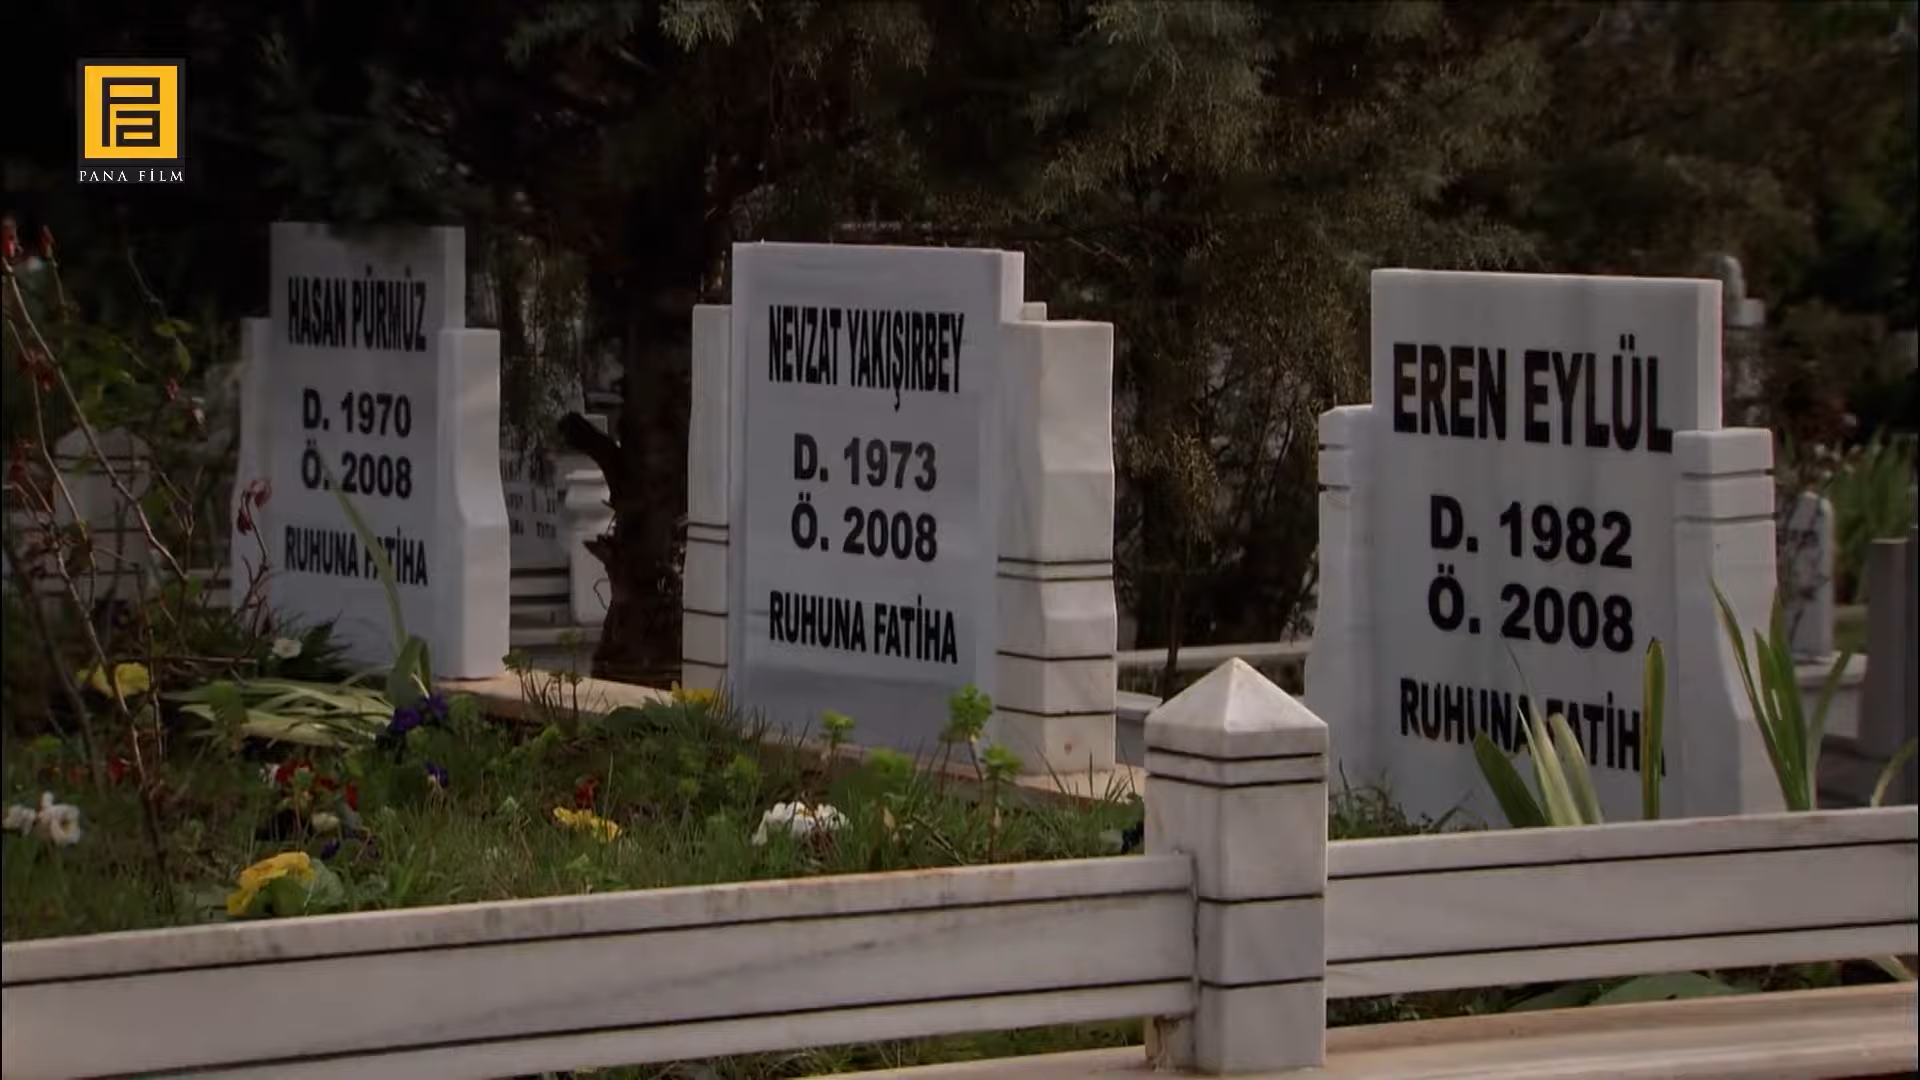 PANA FİLM
HASAN PÜRMÜZ
D. 1970
Ö. 2008
RUHUNA FATİHA
NEVZAT YAKIŞIRBEY
D. 1973
Ö. 2008
RUHUNA FATİHA
EREN EYLÜL
D. 1982
Ö. 2008
RUHUNA FATİHA